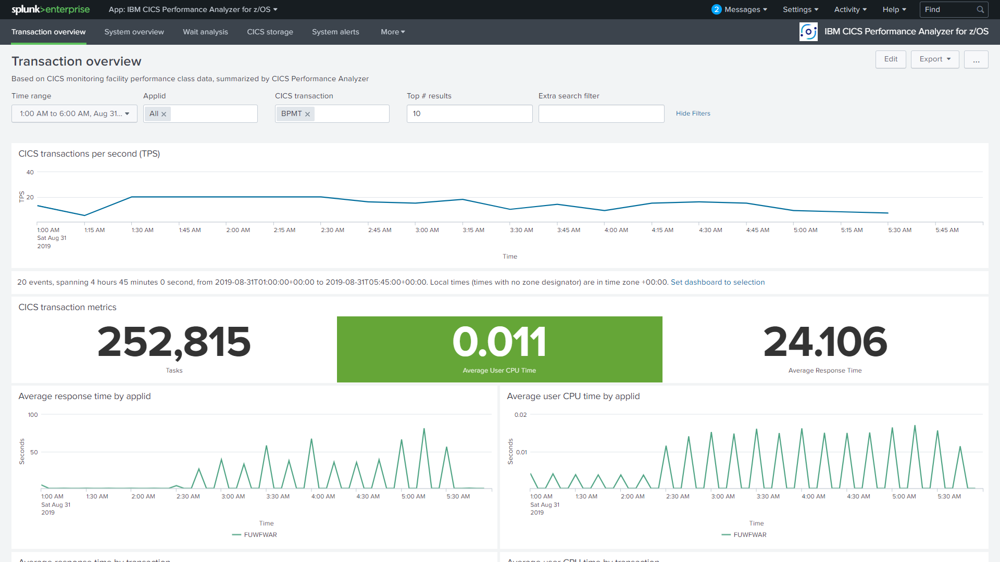 splunk>enterprise App: IBM CICS Performance Analyzer for z/OS 2 Messages Settings Activity Help Find
Transaction overview System overview Wait analysis CICS storage System alerts More IBM CICS Performance Analyzer for z/OS
Transaction overview Edit Export ...
Based on CICS monitoring facility performance class data, summarized by CICS Performance Analyzer
Time range Applid CICS transaction Top # results Extra search filter
1:00 AM to 6:00 AM, Aug 31... All BPMT 10 Hide Filters
CICS transactions per second (TPS)
40
20
TPS
1:00 AM 1:15 AM 1:30 AM 1:45 AM 2:00 AM 2:15 AM 2:30 AM 2:45 AM 3:00 AM 3:15 AM 3:30 AM 3:45 AM 4:00 AM 4:15 AM 4:30 AM 4:45 AM 5:00 AM 5:15 AM 5:30 AM 5:45 AM
Sat Aug 31
2019
Time
20 events, spanning 4 hours 45 minutes 0 second, from 2019-08-31T01:00:00+00:00 to 2019-08-31T05:45:00+00:00. Local times (times with no zone designator) are in time zone +00:00. Set dashboard to selection
CICS transaction metrics
252,815
Tasks
0.011
Average User CPU Time
24.106
Average Response Time
Average response time by applid
100
50
Seconds
1:00 AM 1:30 AM 2:00 AM 2:30 AM 3:00 AM 3:30 AM 4:00 AM 4:30 AM 5:00 AM 5:30 AM
Sat Aug 31
2019
Time
FUWFWAR
Average user CPU time by applid
0.02
0.01
Seconds
1:00 AM 1:30 AM 2:00 AM 2:30 AM 3:00 AM 3:30 AM 4:00 AM 4:30 AM 5:00 AM 5:30 AM
Sat Aug 31
2019
Time
FUWFWAR
Average response time by transaction
Average user CPU time by transaction